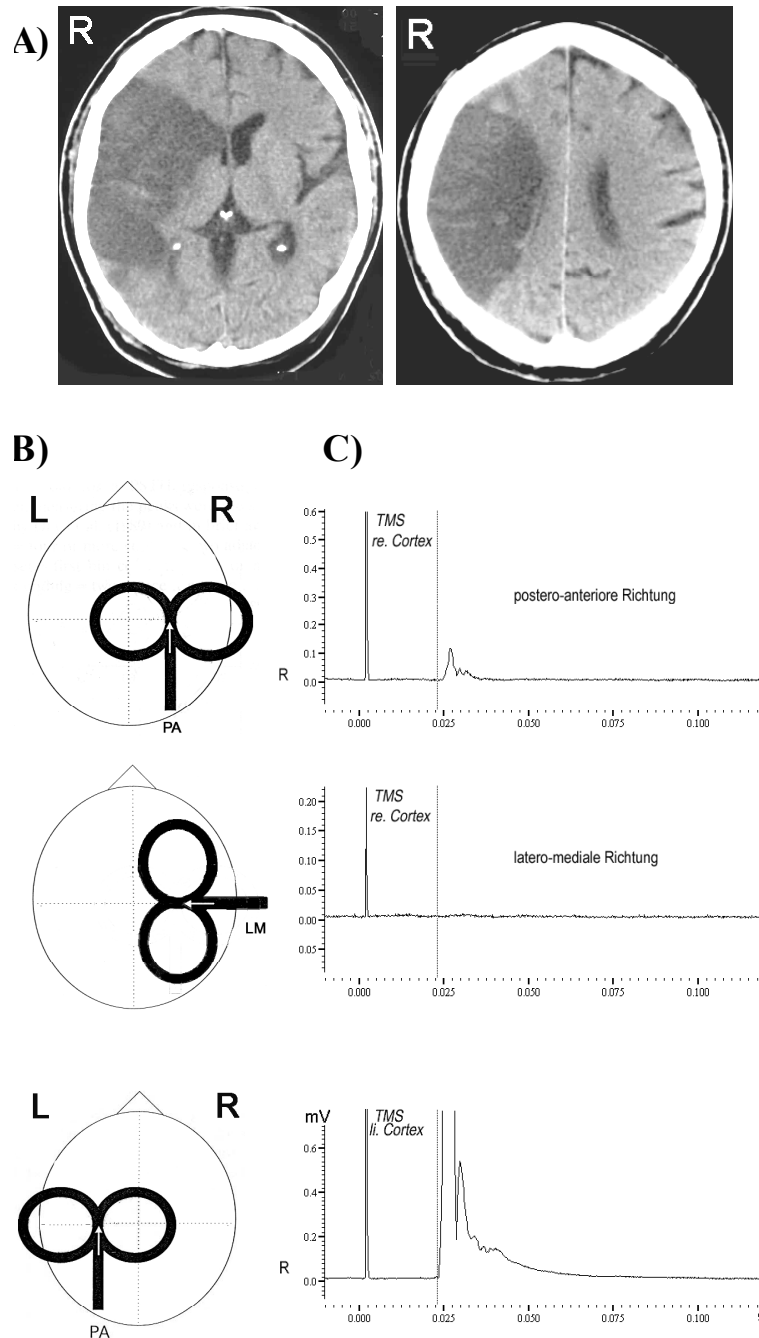 A)
R
R
B)
C)
L R
PA
0.6
0.5
0.4
0.3
0.2
0.1
0.0
R
TMS
re. Cortex
postero-anteriore Richtung
0.000 0.025 0.050 0.075 0.100
LM
0.20
0.15
0.10
0.05
0.00
0.05
TMS
re. Cortex
latero-mediale Richtung
0.000 0.025 0.050 0.075 0.100
L R
PA
mV
0.6
0.4
0.2
0.0
R
TMS
li. Cortex
0.000 0.025 0.050 0.075 0.100